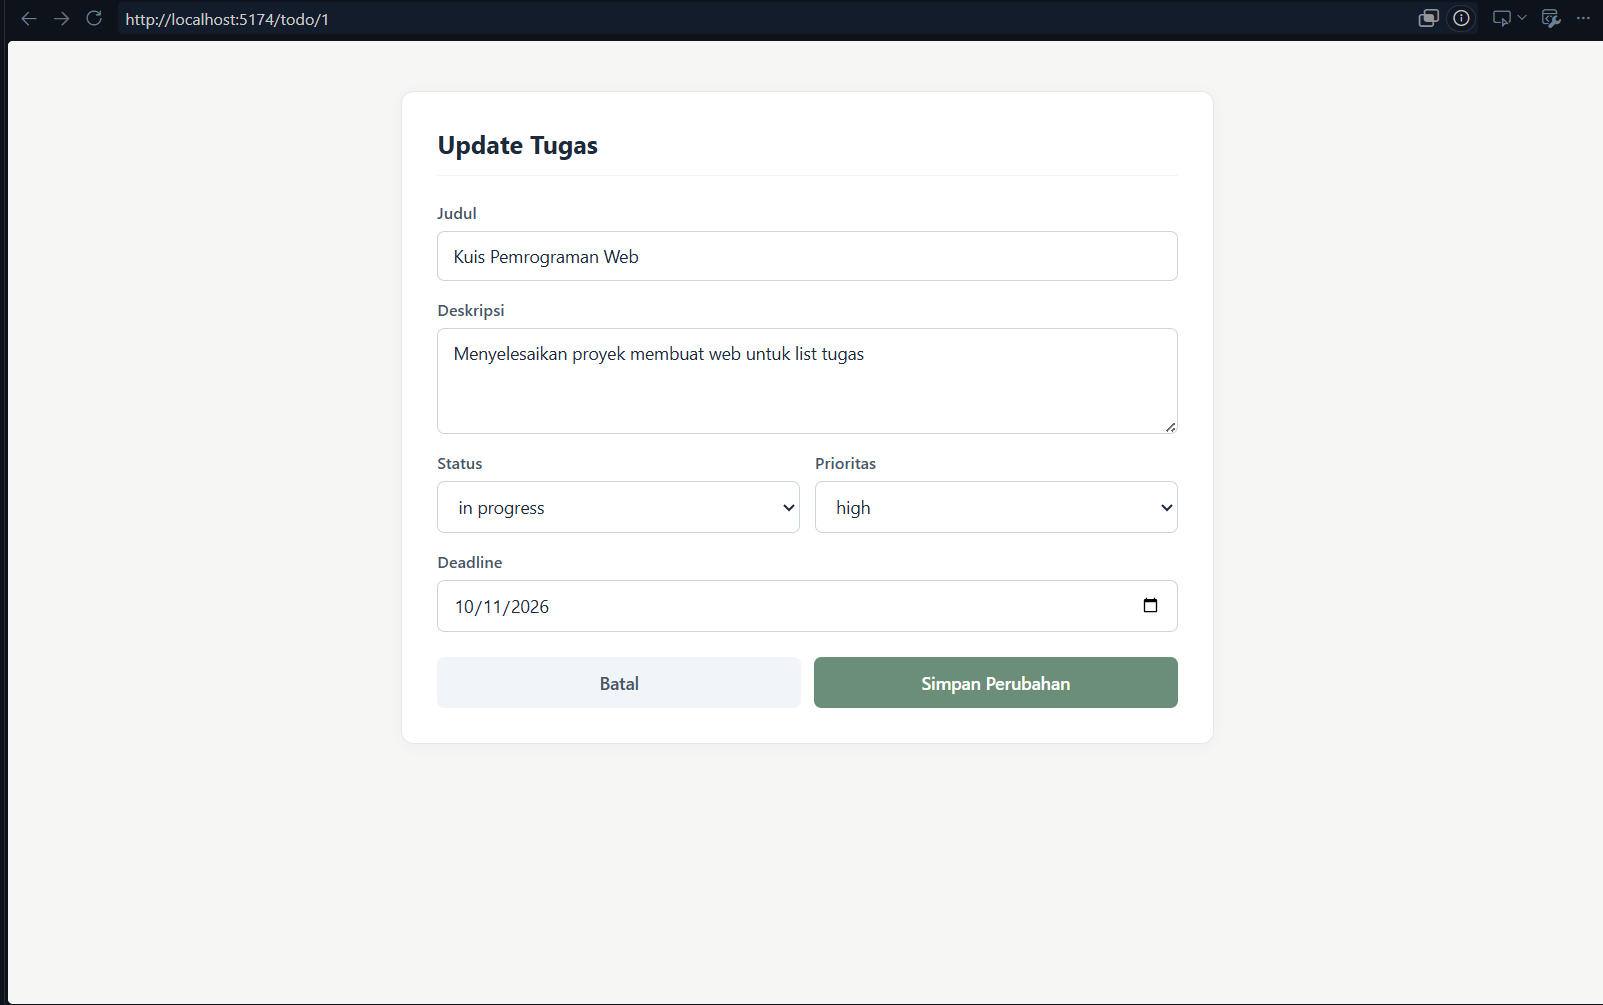 http://localhost:5174/todo/1
Update Tugas
Judul
Kuis Pemrograman Web
Deskripsi
Menyelesaikan proyek membuat web untuk list tugas
Status
Prioritas
in progress
high
Deadline
10/11/2026
Batal
Simpan Perubahan